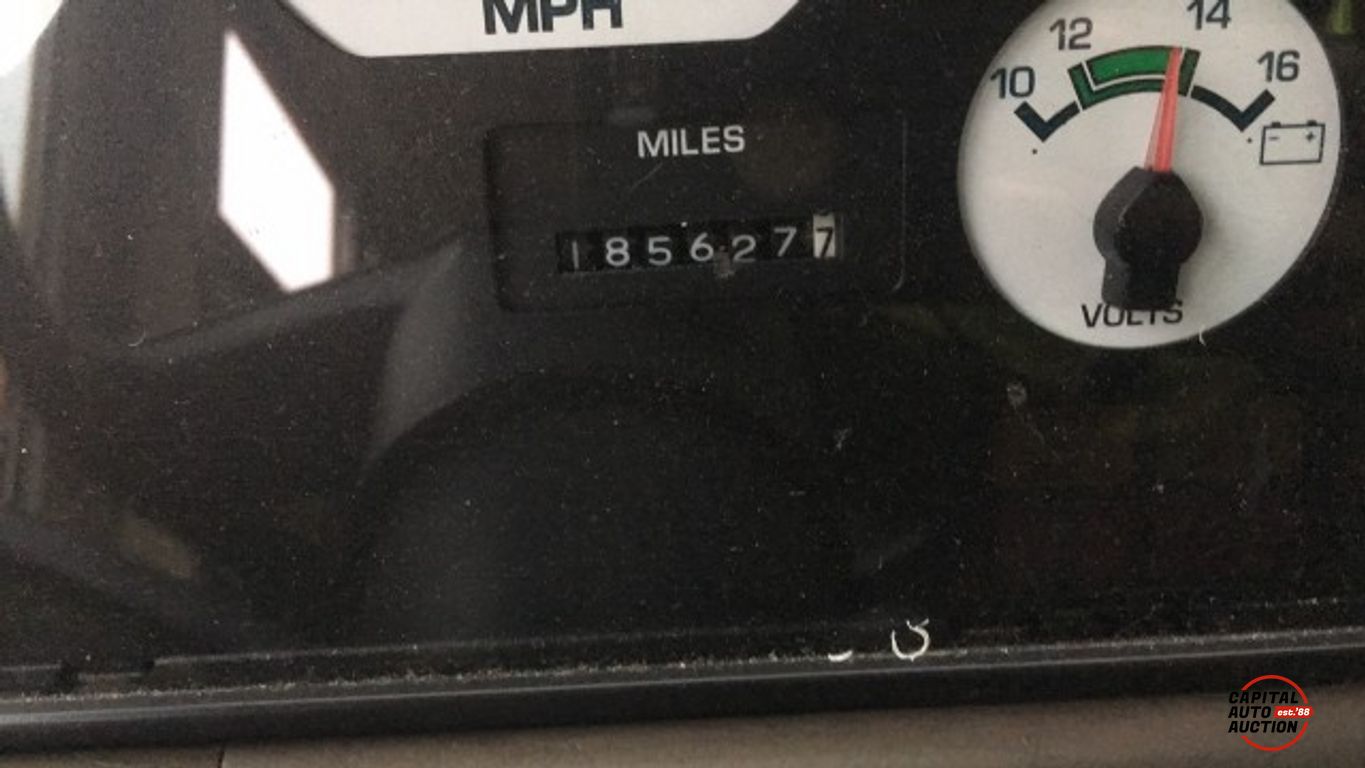 MPH
MILES
1856277
10
12
14
16
- +
VOLTS
CAPITAL
AUTO est.'88
AUCTION